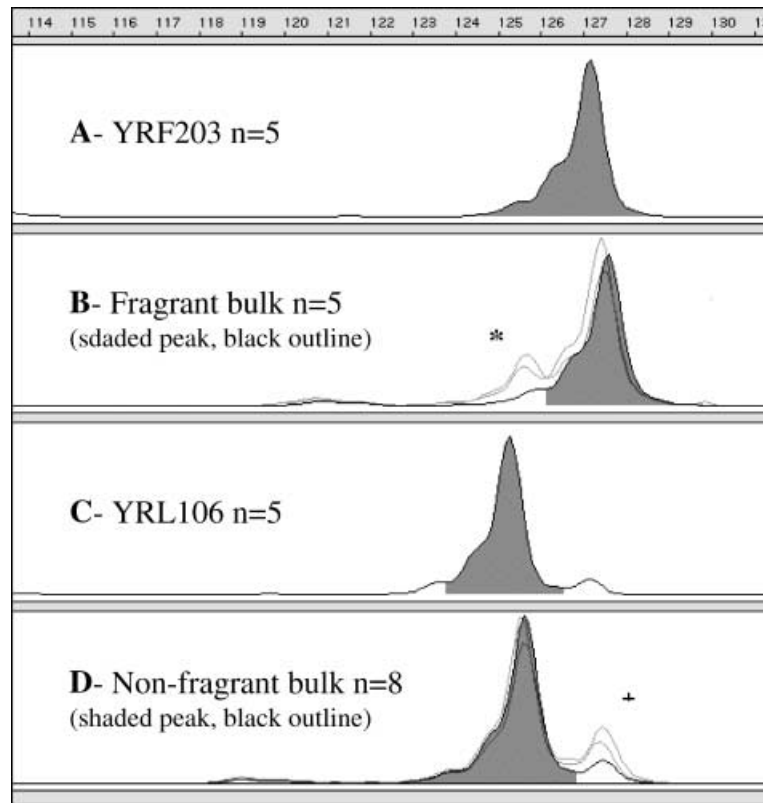 114 115 116 117 118 119 120 121 122 123 124 125 126 127 128 129 130
A- YRF203 n=5
B- Fragrant bulk n=5
(sdaded peak, black outline)
*
C- YRL106 n=5
D- Non-fragrant bulk n=8
(shaded peak, black outline)
+